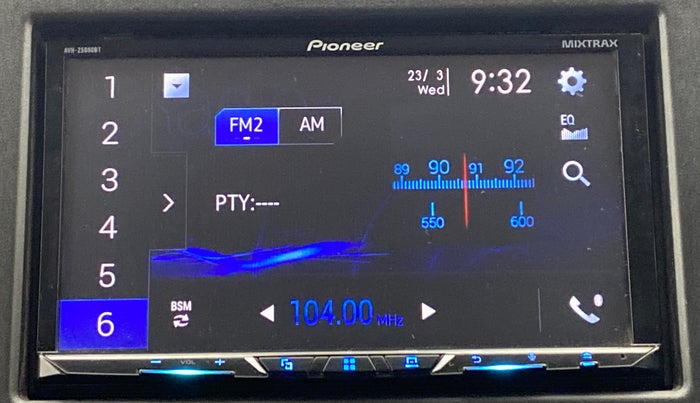 AVH-Z5090BT
Pioneer
MIXTRAX
1
2
3
4
5
6
23/ 3
Wed
9:32
FM2
AM
EQ
89 90 91 92
550 600
PTY:----
BSM
104.00 MHz
- VOL +